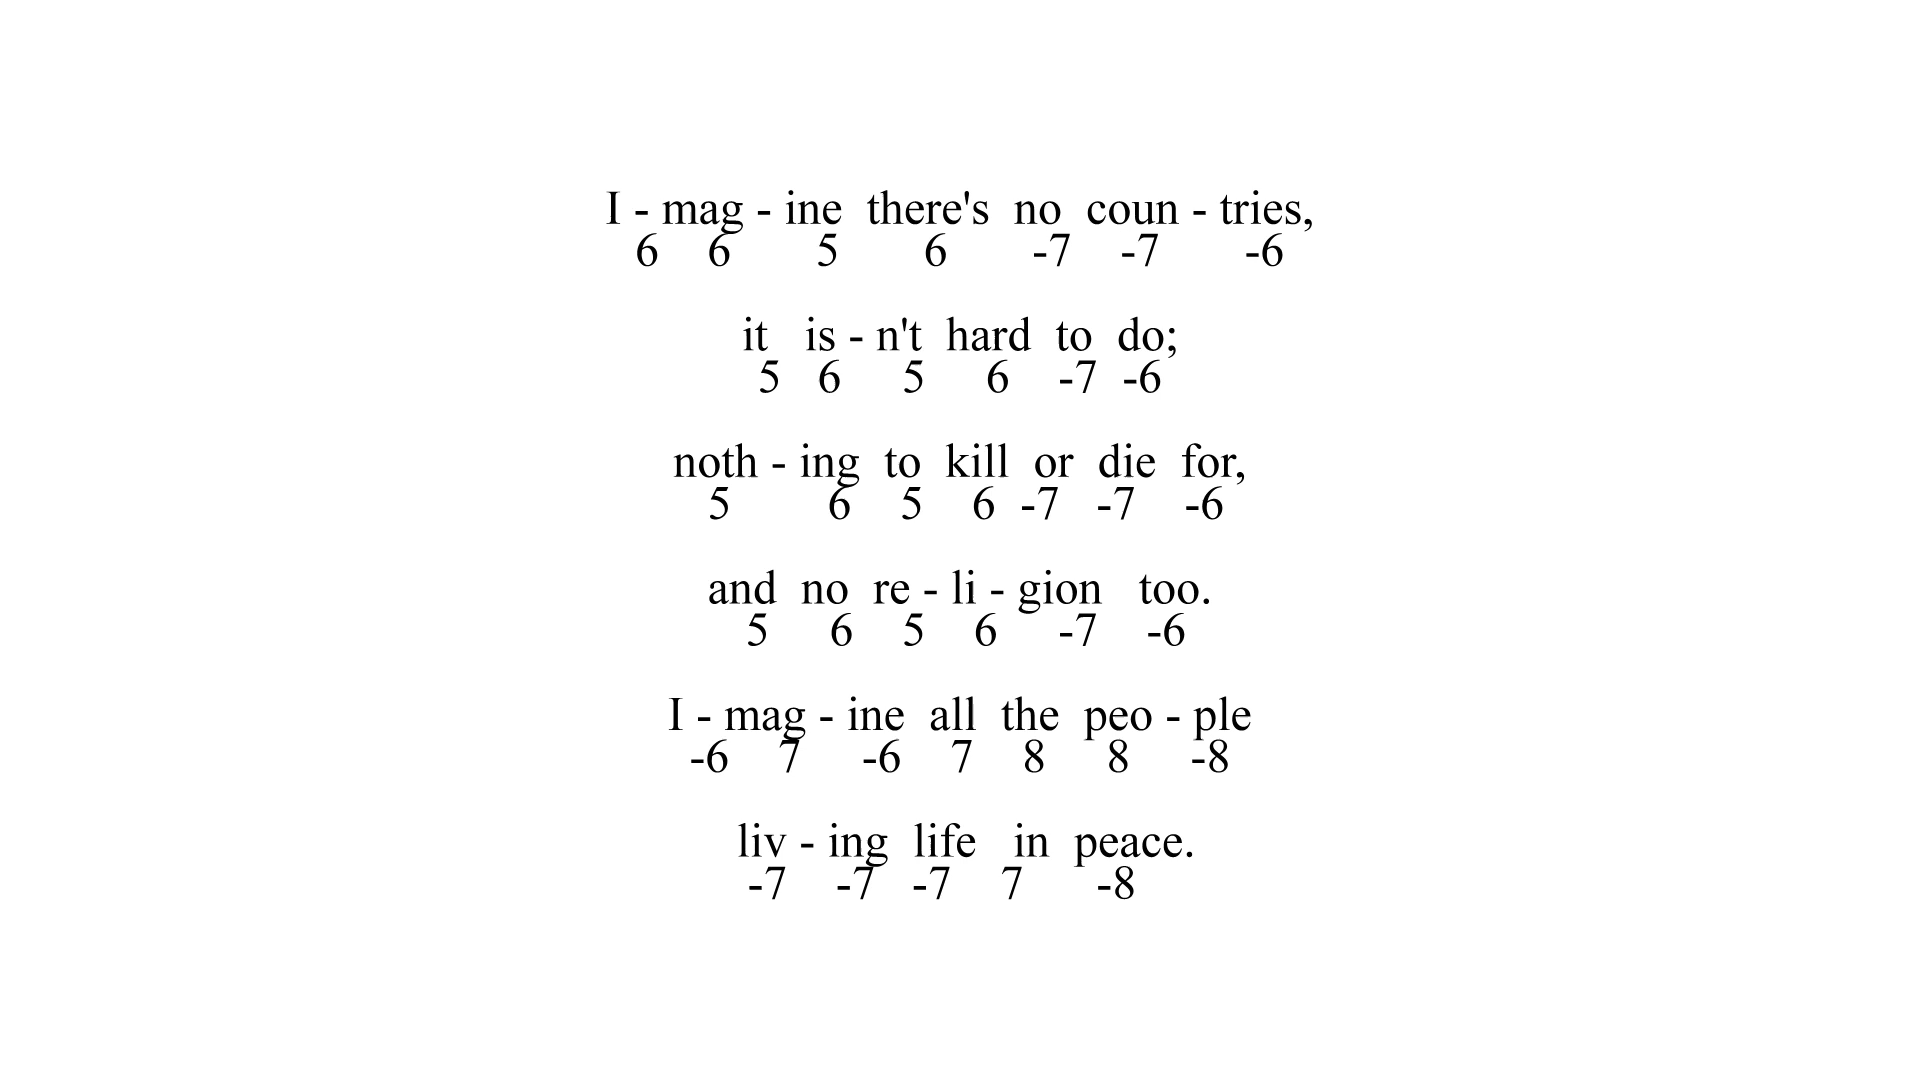 I - mag - ine there's no coun - tries,
6 6 5 6 -7 -7 -6
it is - n't hard to do;
5 6 5 6 -7 -6
noth - ing to kill or die for,
5 6 5 6 -7 -7 -6
and no re - li - gion too.
5 6 5 6 -7 -6
I - mag - ine all the peo - ple
-6 7 -6 7 8 8 -8
liv - ing life in peace.
-7 -7 -7 7 -8